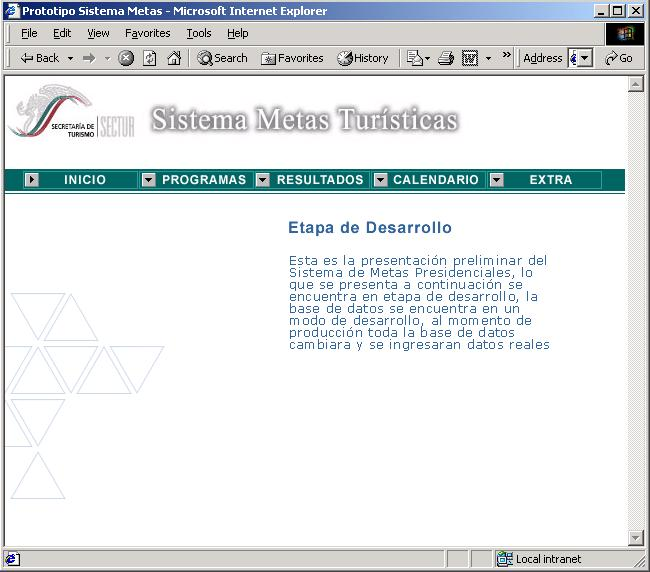 Prototipo Sistema Metas - Microsoft Internet Explorer
File Edit View Favorites Tools Help
Back Search Favorites History » Address Go
SECRETARÍA DE TURISMO SECTUR
Sistema Metas Turísticas
INICIO PROGRAMAS RESULTADOS CALENDARIO EXTRA
Etapa de Desarrollo
Esta es la presentación preliminar del
Sistema de Metas Presidenciales, lo
que se presenta a continuación se
encuentra en etapa de desarrollo, la
base de datos se encuentra en un
modo de desarrollo, al momento de
producción toda la base de datos
cambiara y se ingresaran datos reales
Local intranet